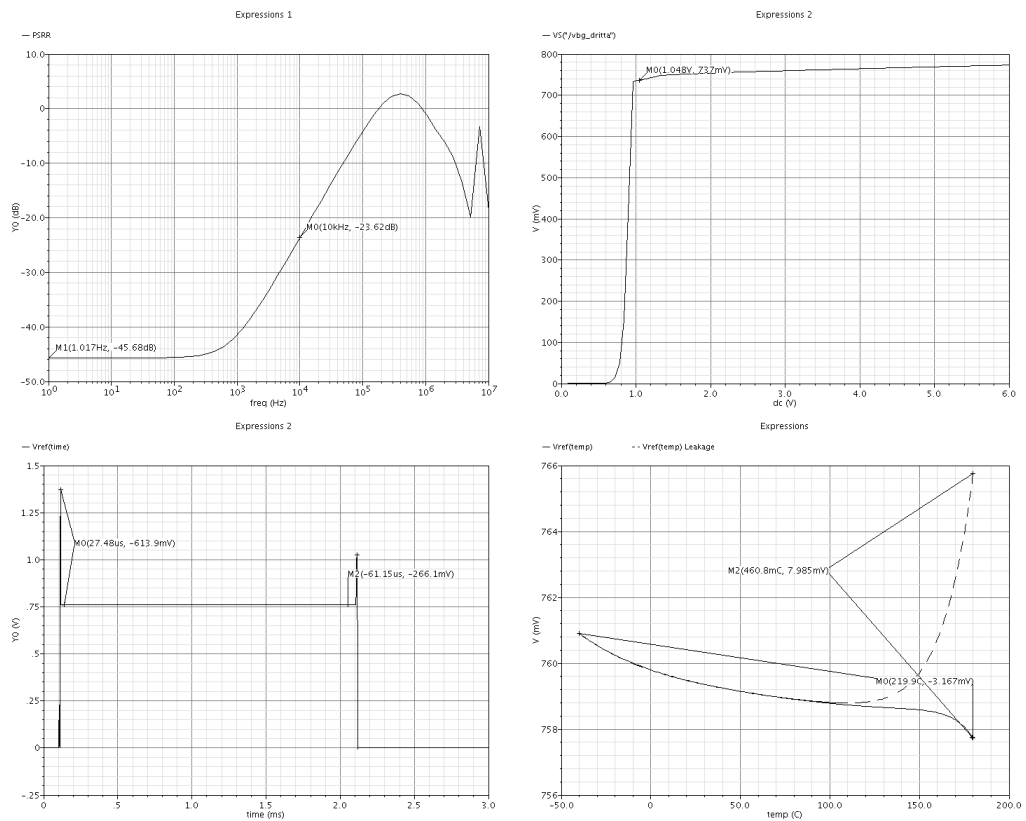 Expressions 1
PSRR
10.0
0
-10.0
-20.0
-30.0
-40.0
-50.0
Y0 (dB)
M0(10kHz, -23.62dB)
M1(1.017Hz, -45.68dB)
10^0 10^1 10^2 10^3 10^4 10^5 10^6 10^7
freq (Hz)
Expressions 2
VS("/vbg_dritta")
800
700
600
500
400
300
200
100
0
V (mV)
M0(1.048V, 737mV)
0.0 1.0 2.0 3.0 4.0 5.0 6.0
dc (V)
Expressions 2
Vref(time)
1.5
1.25
1.0
.75
.5
.25
0
-.25
Y0 (V)
M0(27.48us, -613.9mV)
M2(-61.15us, -266.1mV)
0 .5 1.0 1.5 2.0 2.5 3.0
time (ms)
Expressions
Vref(temp) Vref(temp) Leakage
766
764
762
760
758
756
V (mV)
M2(460.8mC, 7.985mV)
M0(219.9C, -3.167mV)
-50.0 0 50.0 100.0 150.0 200.0
temp (C)